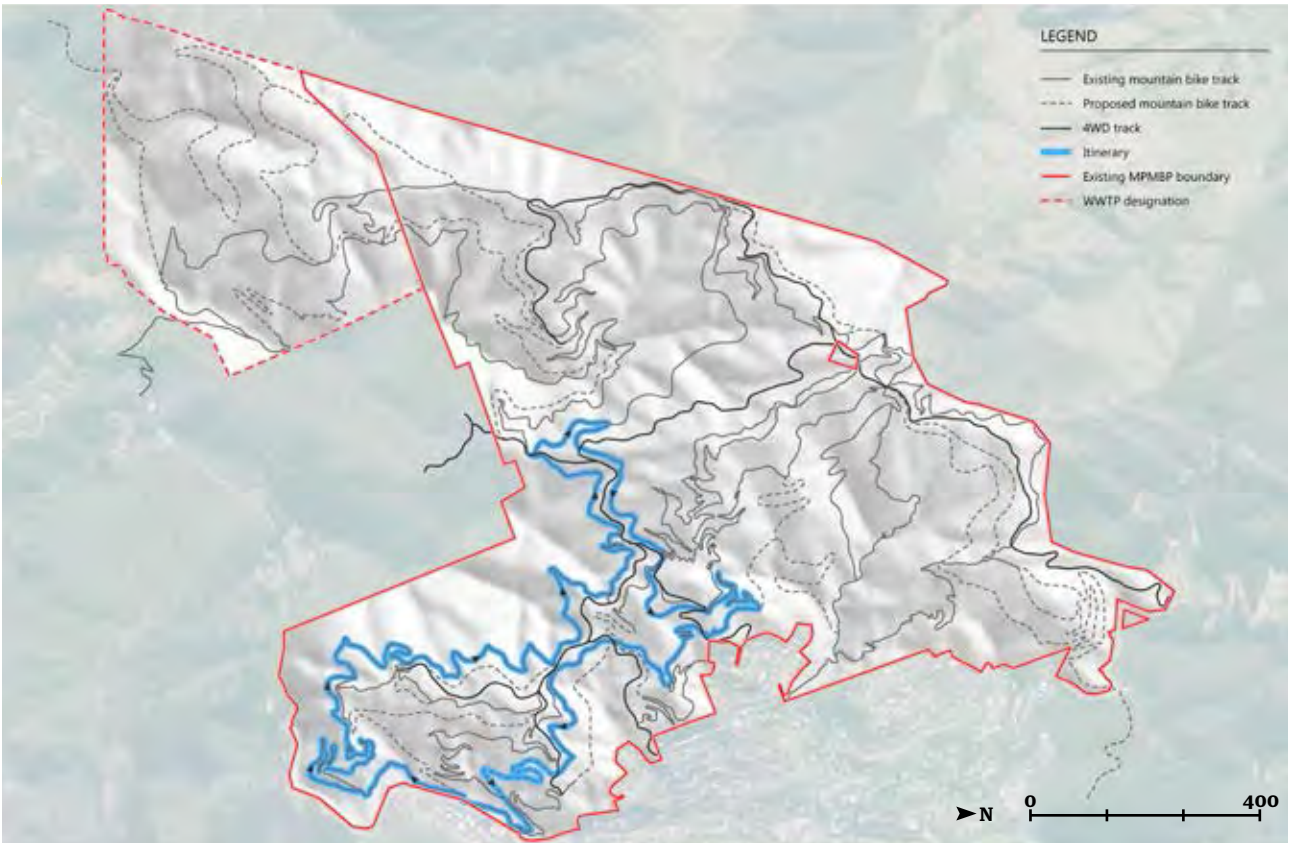 LEGEND
Existing mountain bike track
Proposed mountain bike track
4WD track
Itinerary
Existing MPMBP boundary
WWTP designation
N
0 400